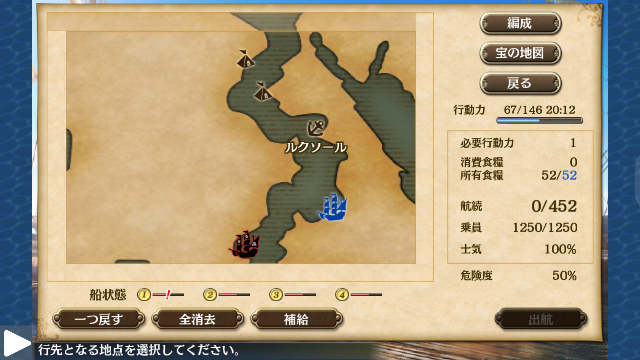 編成
宝の地図
戻る
行動力 67/146 20:12
必要行動力 1
消費食糧 0
所有食糧 52/52
航続 0/452
乗員 1250/1250
士気 100%
危険度 50%
ルクソール
船状態 1 2 3 4
一つ戻す 全消去 補給 出航
行先となる地点を選択してください。